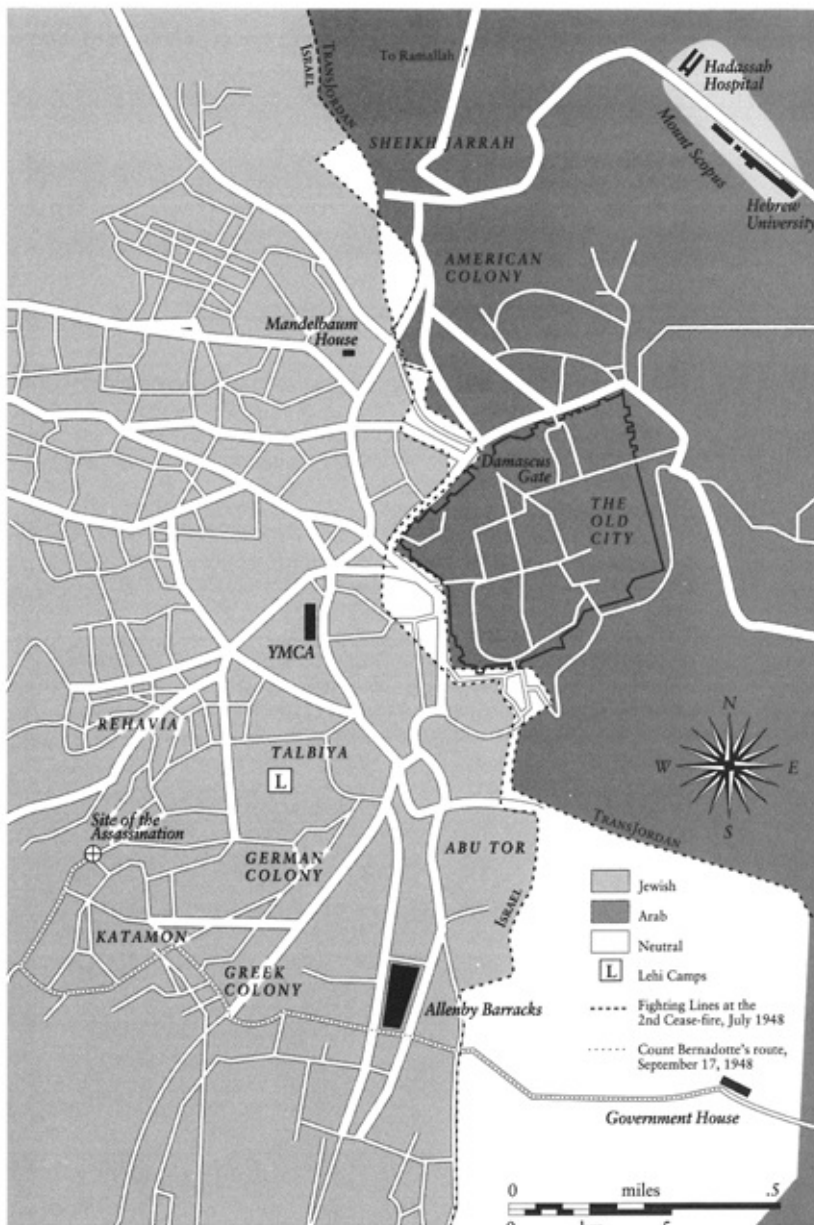 To Ramallah
ISRAEL
TRANSJORDAN
Hadassah
Hospital
Mount Scopus
Hebrew
University
SHEIKH JARRAH
AMERICAN
COLONY
Mandelbaum
House
Damascus
Gate
THE
OLD
CITY
YMCA
REHAVIA
TALBIYA
L
Site of the
Assassination
GERMAN
COLONY
ABU TOR
KATAMON
GREEK
COLONY
Allenby Barracks
ISRAEL
TRANSJORDAN
N
W
E
S
Jewish
Arab
Neutral
L
Lehi Camps
Fighting Lines at the
2nd Cease-fire, July 1948
Count Bernadotte's route,
September 17, 1948
Government House
0 miles .5